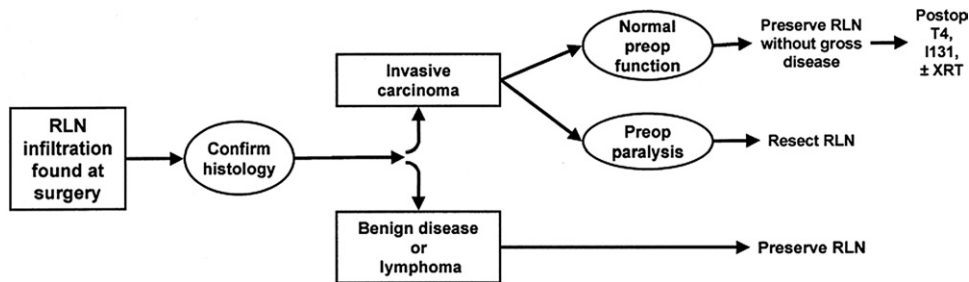 RLN
infiltration
found at
surgery
Confirm
histology
Invasive
carcinoma
Normal
preop
function
Preserve RLN
without gross
disease
Postop
T4,
I131,
± XRT
Preop
paralysis
Resect RLN
Benign disease
or
lymphoma
Preserve RLN